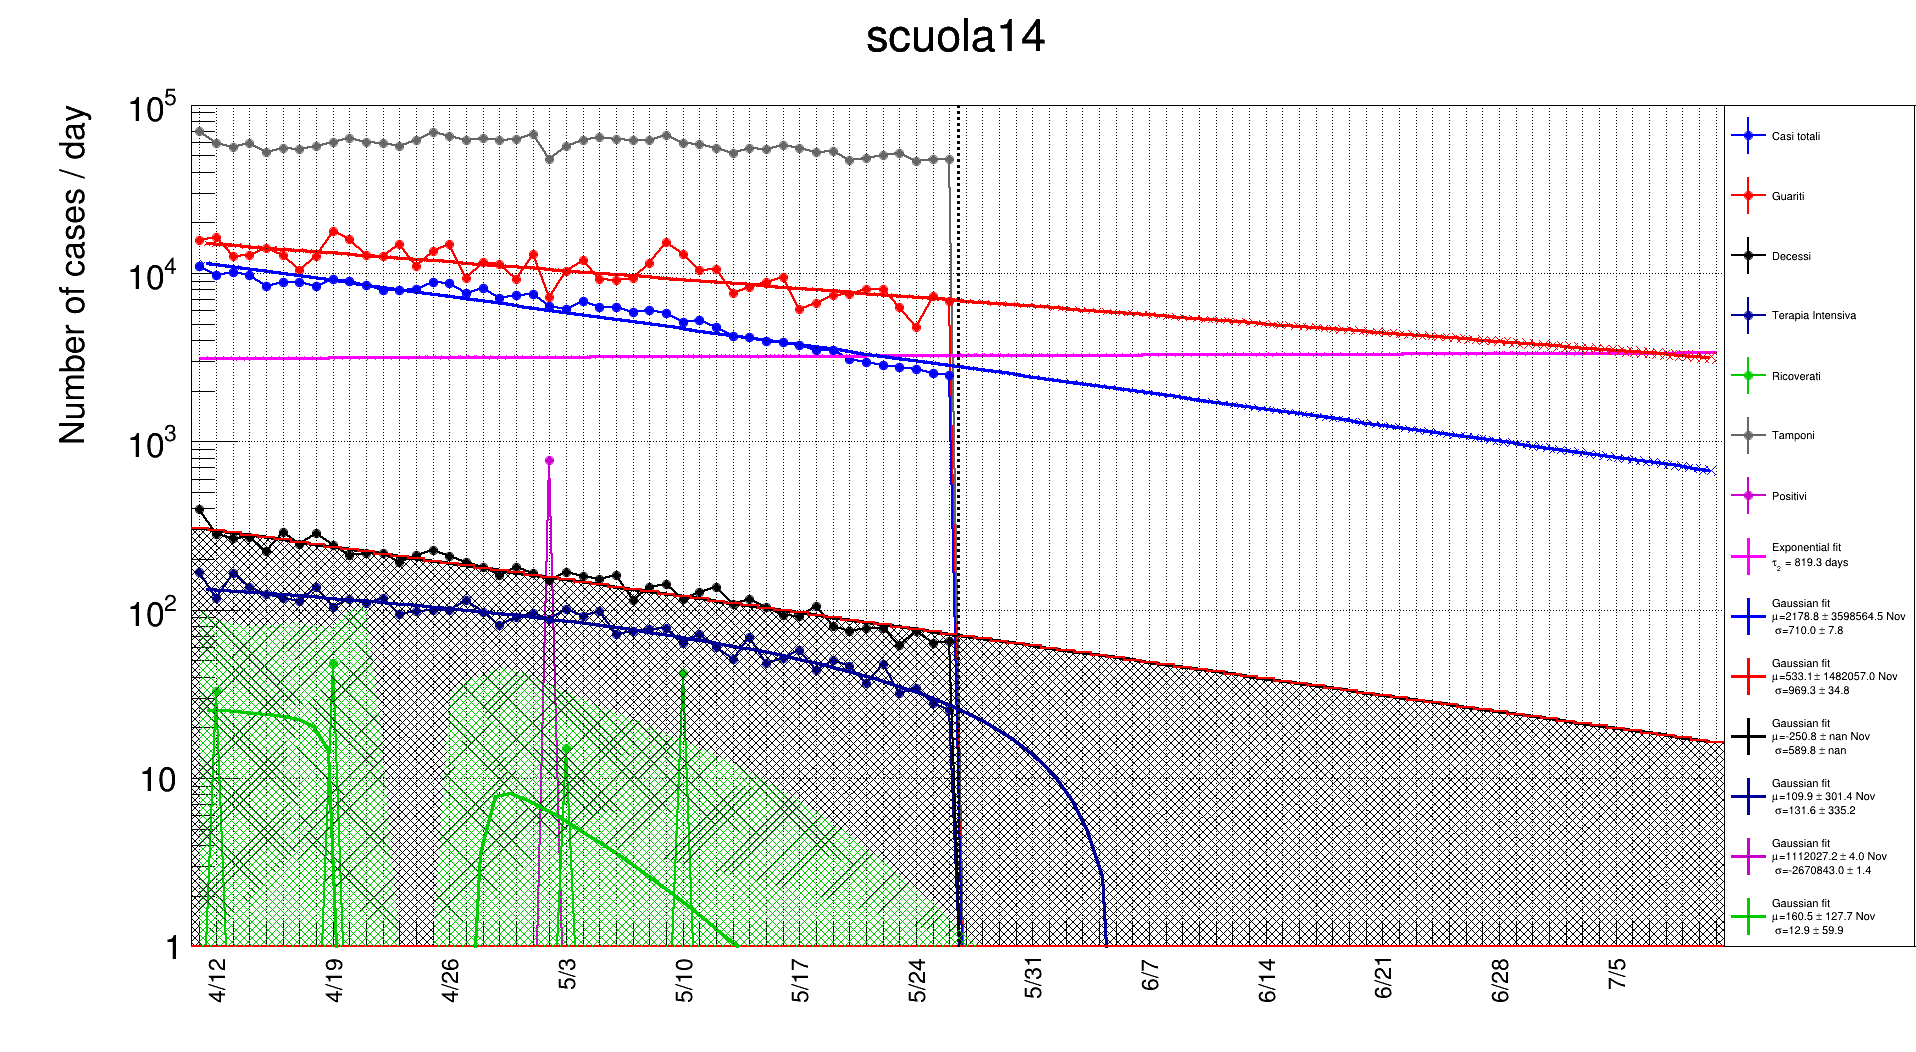 scuola14
Number of cases / day
10^5
10^4
10^3
10^2
10
1
4/12
4/19
4/26
5/3
5/10
5/17
5/24
5/31
6/7
6/14
6/21
6/28
7/5
Casi totali
Guariti
Decessi
Terapia Intensiva
Ricoverati
Tamponi
Positivi
Exponential fit
τ_2 = 819.3 days
Gaussian fit
μ=2178.8 ± 3598564.5 Nov
σ=710.0 ± 7.8
Gaussian fit
μ=533.1 ± 1482057.0 Nov
σ=969.3 ± 34.8
Gaussian fit
μ=-250.8 ± nan Nov
σ=589.8 ± nan
Gaussian fit
μ=109.9 ± 301.4 Nov
σ=131.6 ± 335.2
Gaussian fit
μ=1112027.2 ± 4.0 Nov
σ=-2670843.0 ± 1.4
Gaussian fit
μ=160.5 ± 127.7 Nov
σ=12.9 ± 59.9